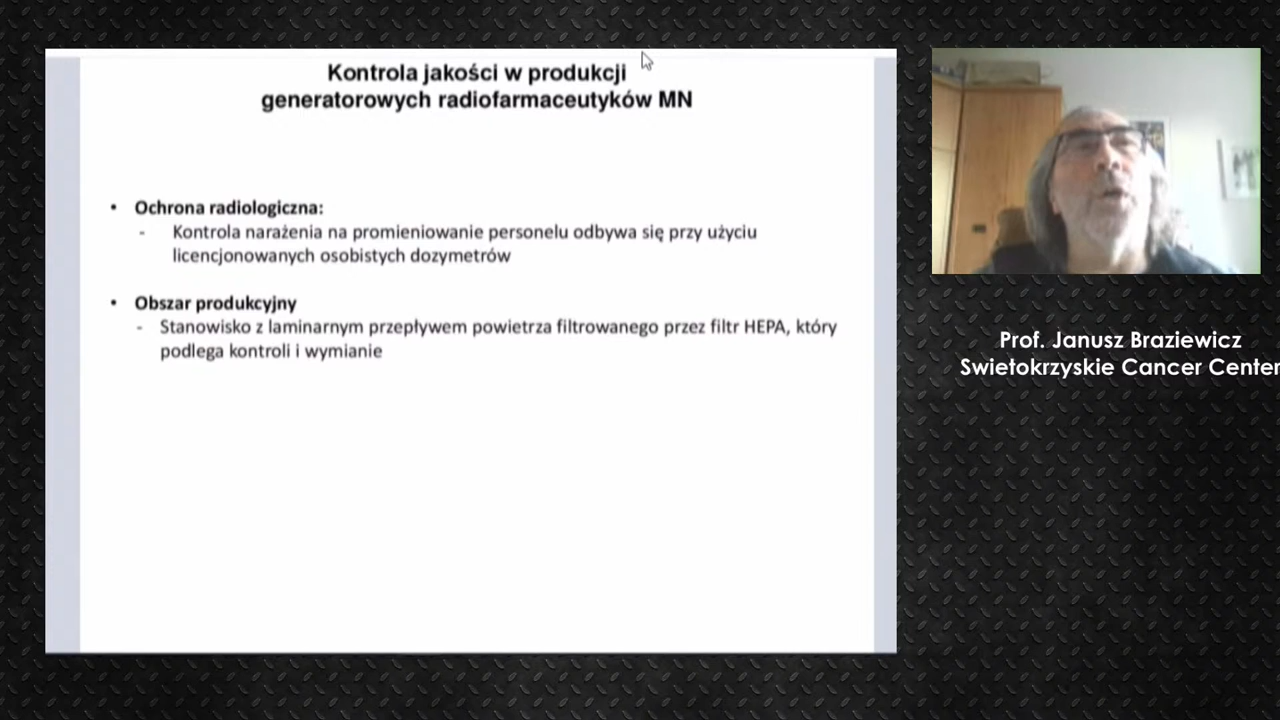 Kontrola jakości w produkcji
generatorowych radiofarmaceutyków MN
• Ochrona radiologiczna:
- Kontrola narażenia na promieniowanie personelu odbywa się przy użyciu
licencjonowanych osobistych dozymetrów
• Obszar produkcyjny
- Stanowisko z laminarnym przepływem powietrza filtrowanego przez filtr HEPA, który
podlega kontroli i wymianie
Prof. Janusz Braziewicz
Swietokrzyskie Cancer Center